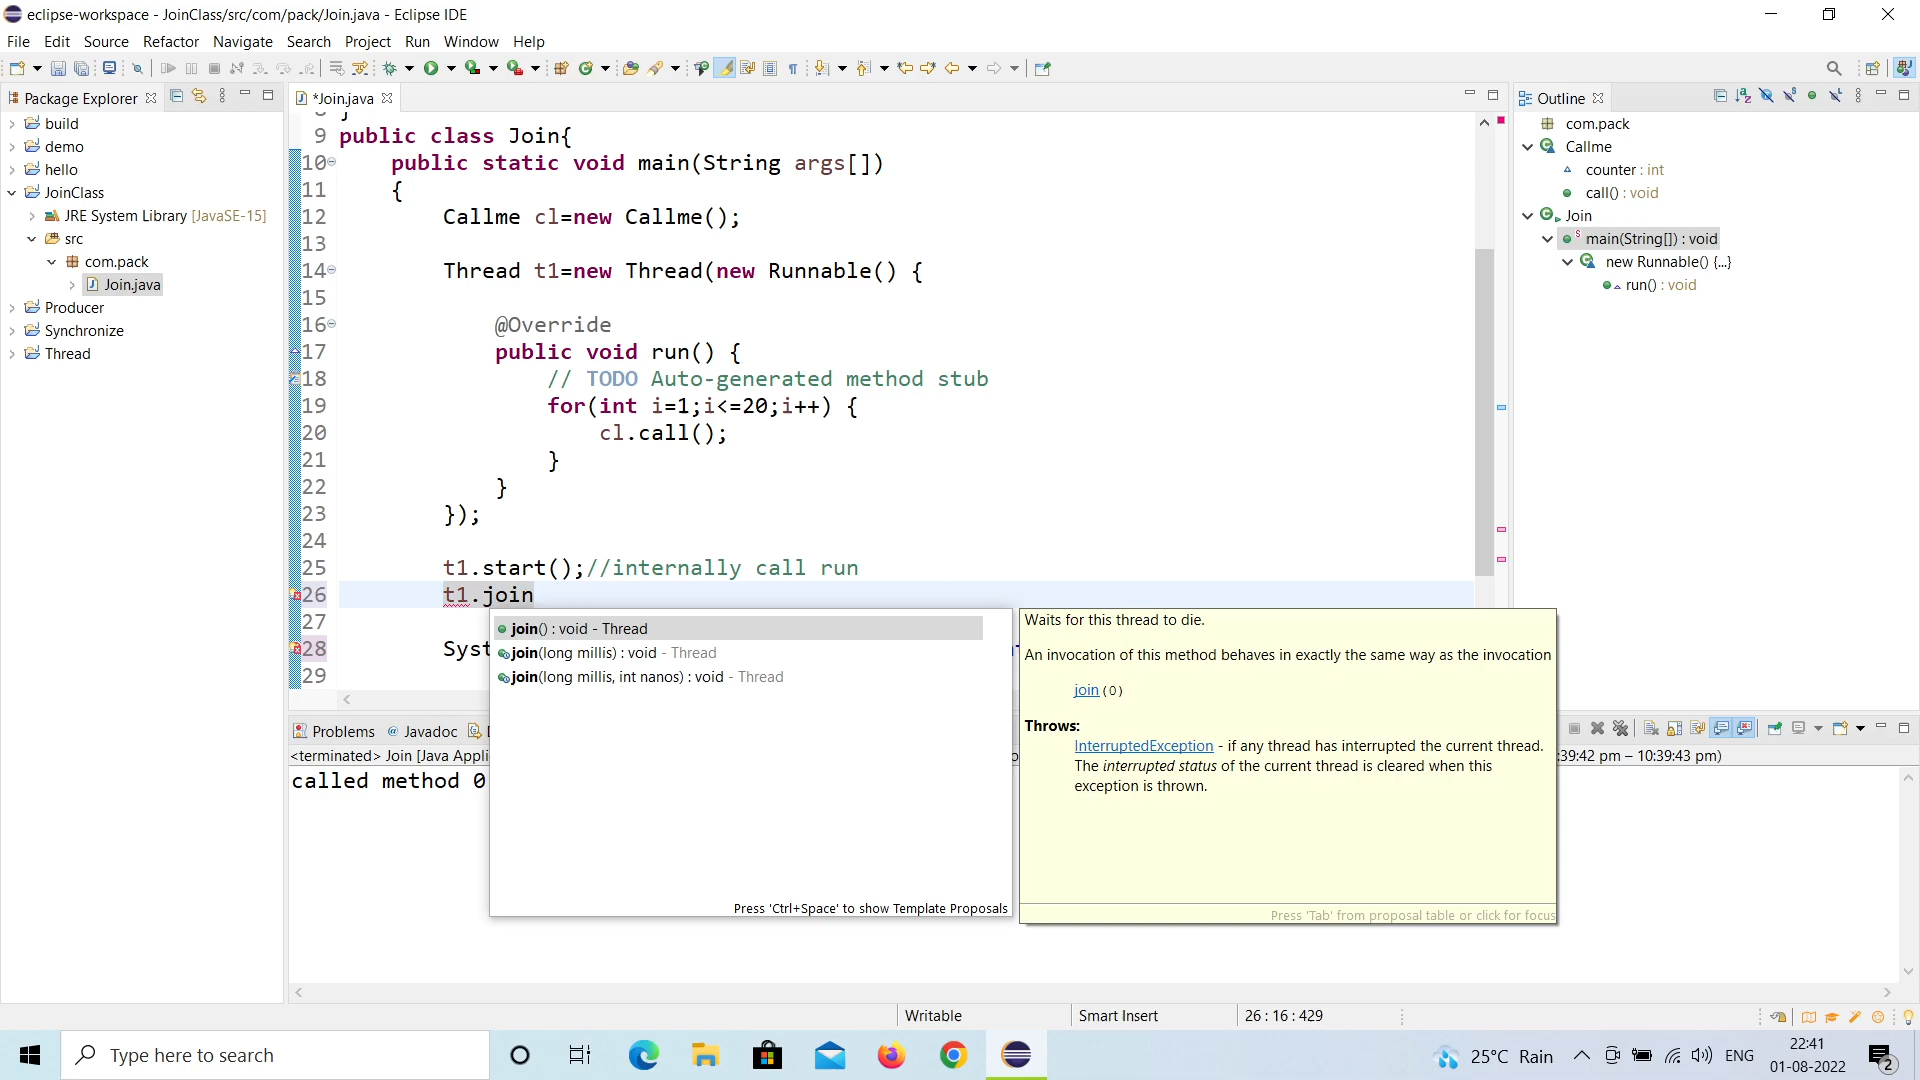 eclipse-workspace - JoinClass/src/com/pack/Join.java - Eclipse IDE
File Edit Source Refactor Navigate Search Project Run Window Help
Package Explorer
build
demo
hello
JoinClass
JRE System Library [JavaSE-15]
src
com.pack
Join.java
Producer
Synchronize
Thread
*Join.java
9 public class Join{
10 public static void main(String args[])
11 {
12 Callme cl=new Callme();
13
14 Thread t1=new Thread(new Runnable() {
15
16 @Override
17 public void run() {
18 // TODO Auto-generated method stub
19 for(int i=1;i<=20;i++) {
20 cl.call();
21 }
22 }
23 });
24
25 t1.start();//internally call run
26 t1.join
27
28 Syst
29
join() : void - Thread
join(long millis) : void - Thread
join(long millis, int nanos) : void - Thread
Press 'Ctrl+Space' to show Template Proposals
Waits for this thread to die.
An invocation of this method behaves in exactly the same way as the invocation
join(0)
Throws:
InterruptedException - if any thread has interrupted the current thread.
The interrupted status of the current thread is cleared when this
exception is thrown.
Press 'Tab' from proposal table or click for focus
Outline
com.pack
Callme
counter : int
call() : void
Join
main(String[]) : void
new Runnable() {...}
run() : void
Problems @ Javadoc
<terminated> Join [Java Appli
:39:42 pm – 10:39:43 pm)
called method 0
Writable Smart Insert 26 : 16 : 429
Type here to search
25°C Rain ENG
22:41
01-08-2022
2